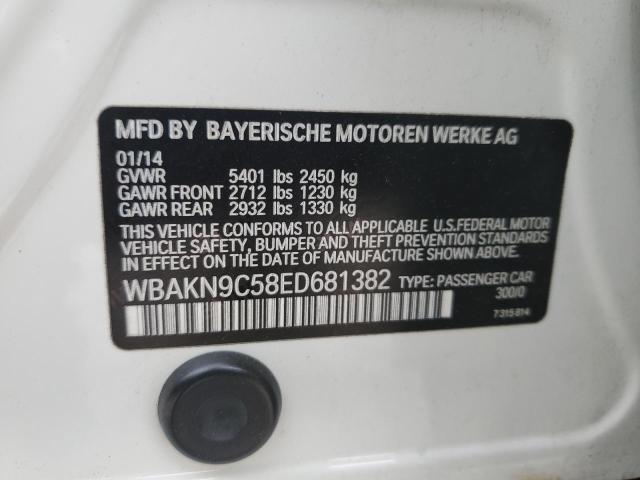 MFD BY BAYERISCHE MOTOREN WERKE AG
01/14
GVWR 5401 lbs 2450 kg
GAWR FRONT 2712 lbs 1230 kg
GAWR REAR 2932 lbs 1330 kg
THIS VEHICLE CONFORMS TO ALL APPLICABLE U.S.FEDERAL MOTOR
VEHICLE SAFETY, BUMPER AND THEFT PREVENTION STANDARDS
IN EFFECT ON THE DATE OF MANUFACTURE SHOWN ABOVE.
WBAKN9C58ED681382 TYPE: PASSENGER CAR
300/0
7315814